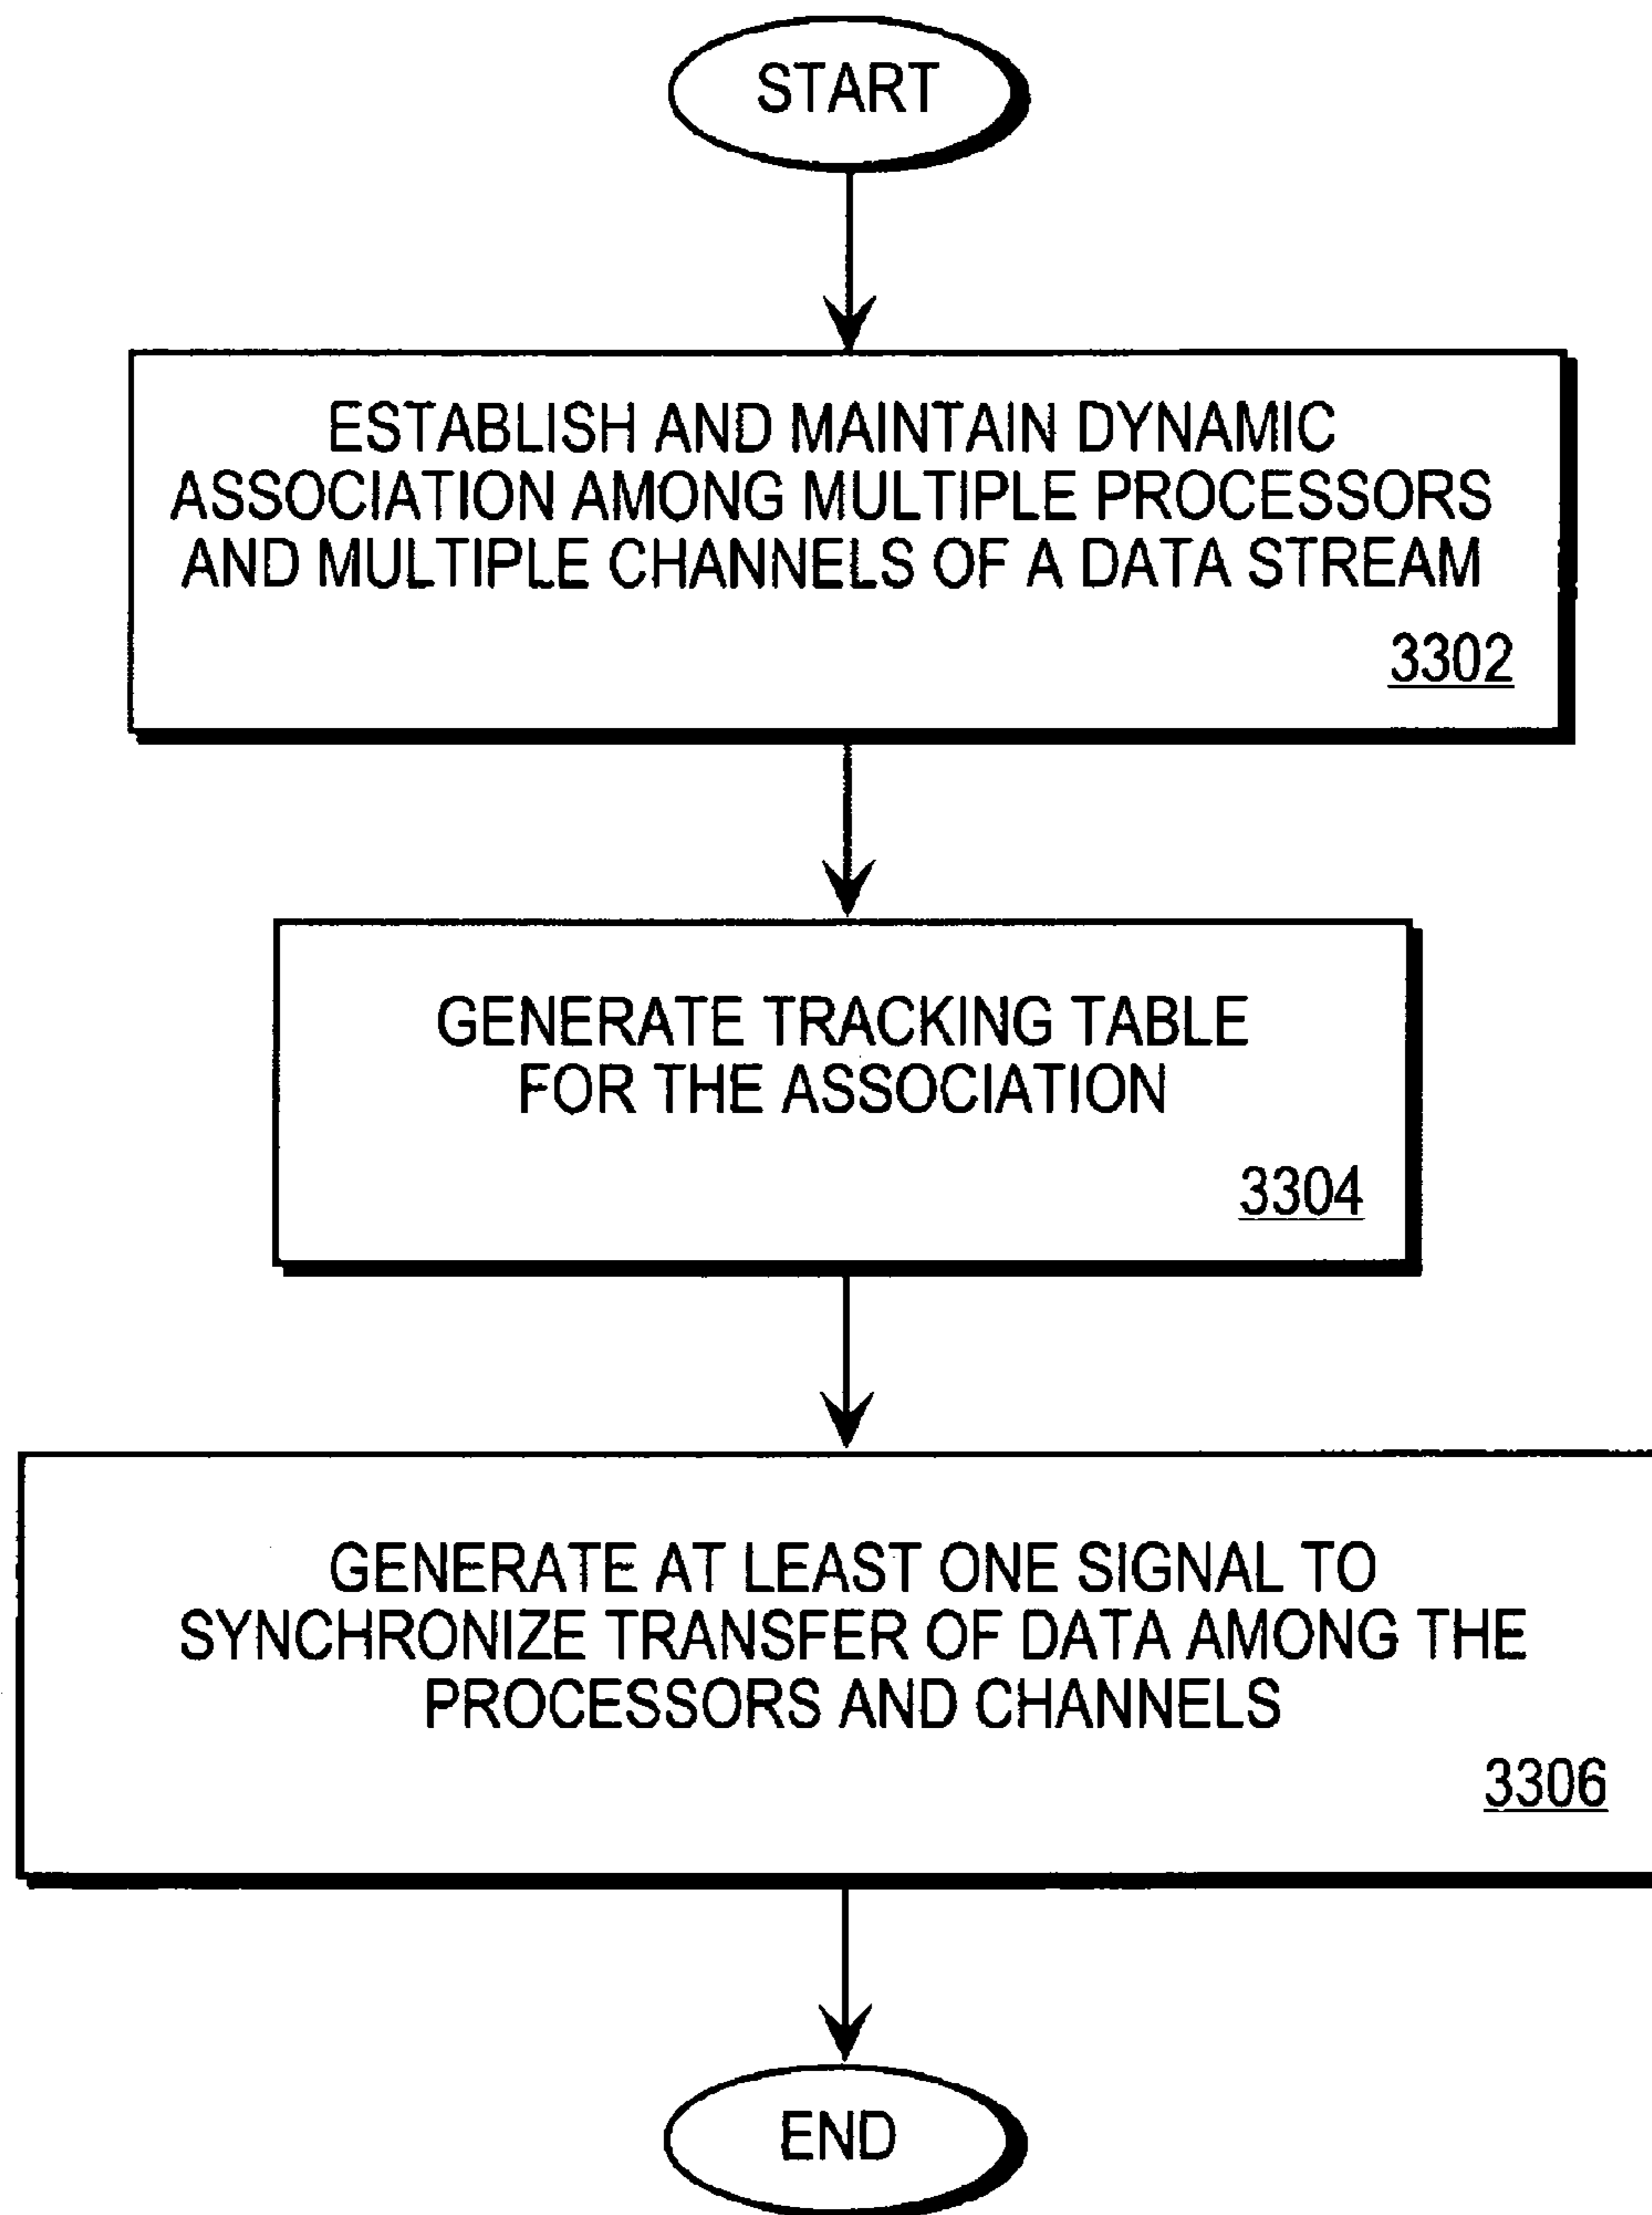 START
ESTABLISH AND MAINTAIN DYNAMIC
ASSOCIATION AMONG MULTIPLE PROCESSORS
AND MULTIPLE CHANNELS OF A DATA STREAM
3302
GENERATE TRACKING TABLE
FOR THE ASSOCIATION
3304
GENERATE AT LEAST ONE SIGNAL TO
SYNCHRONIZE TRANSFER OF DATA AMONG THE
PROCESSORS AND CHANNELS
3306
END